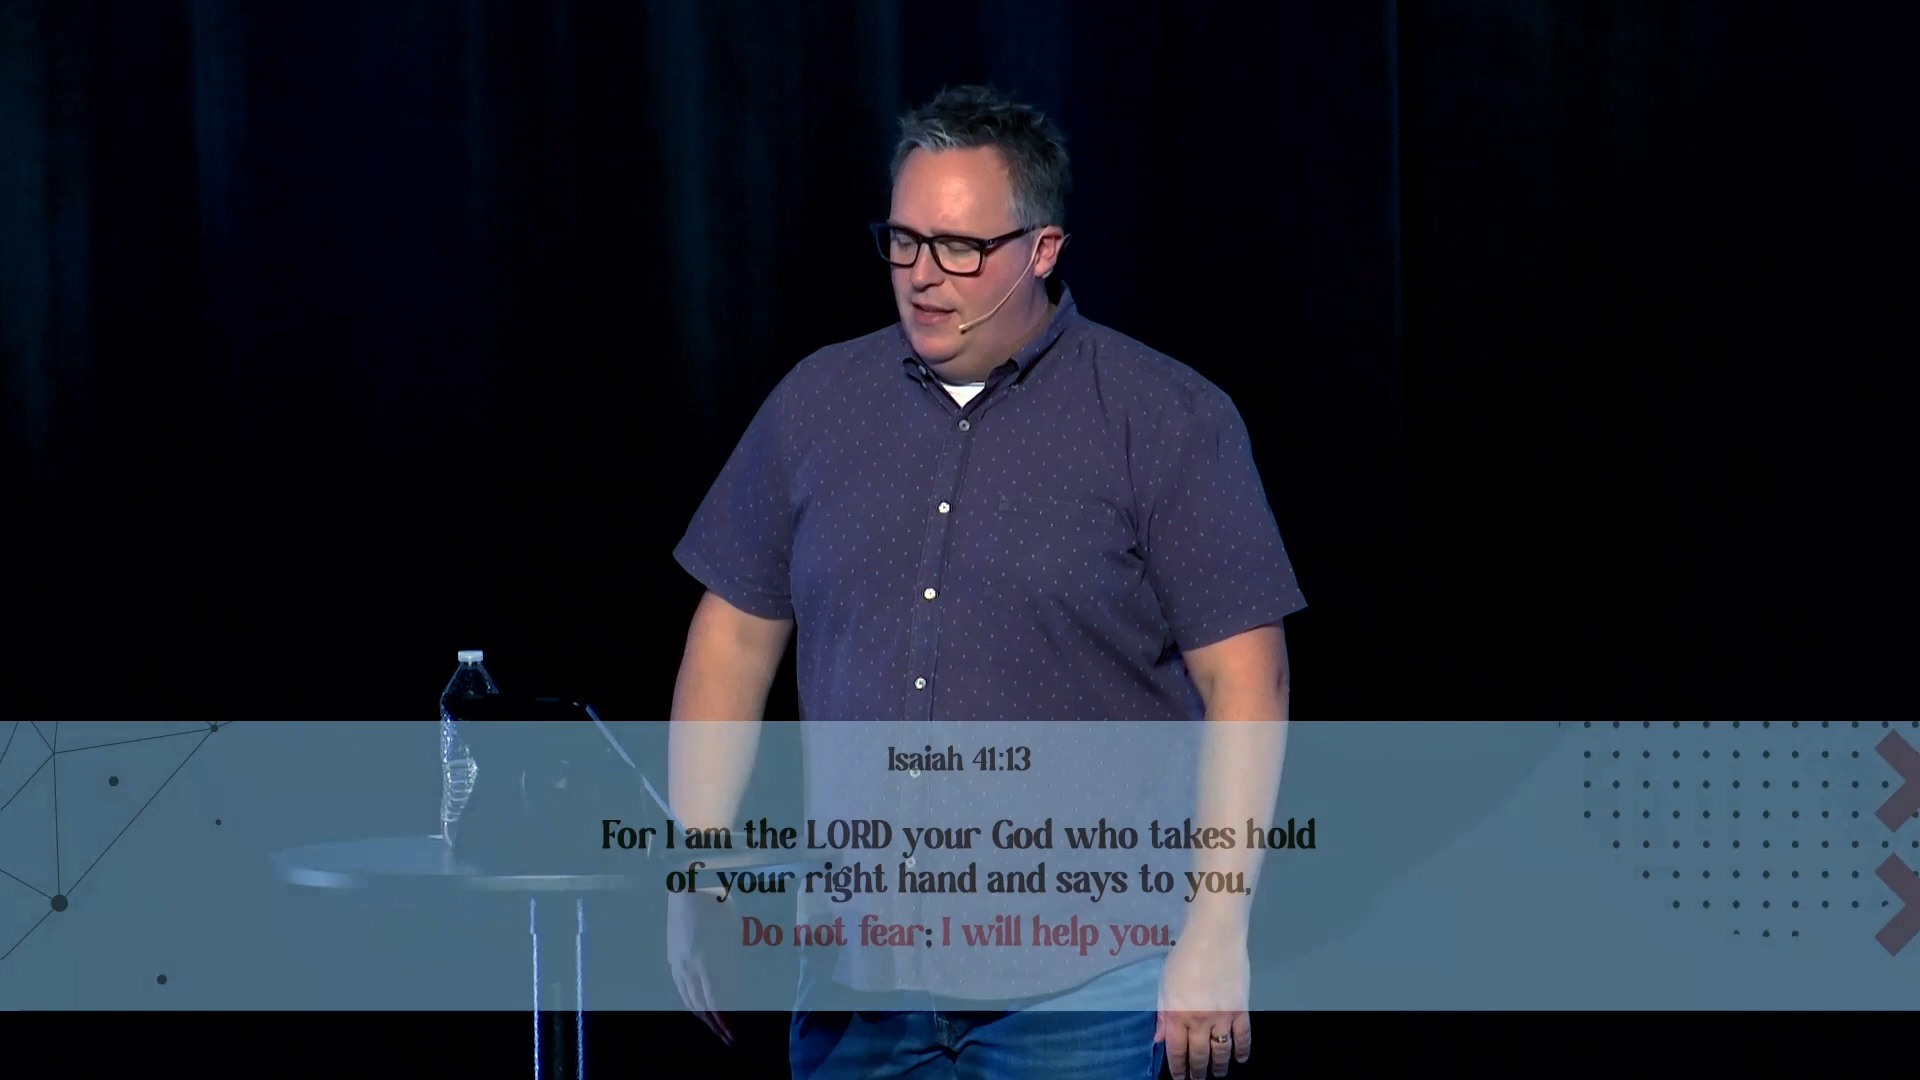 Isaiah 41:13
For I am the LORD your God who takes hold
of your right hand and says to you,
Do not fear; I will help you.